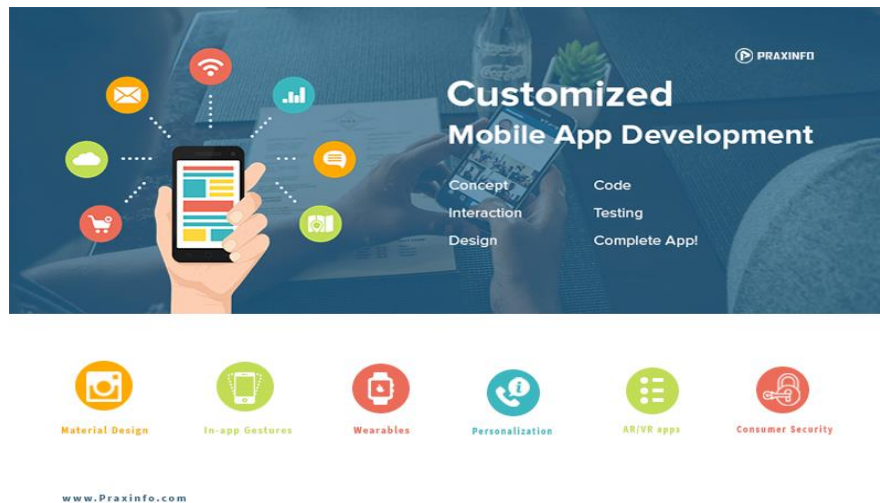 PRAXINFO
Customized
Mobile App Development
Concept
Interaction
Design
Code
Testing
Complete App!
Material Design
In-app Gestures
Wearables
Personalization
AR/VR apps
Consumer Security
www.Praxinfo.com